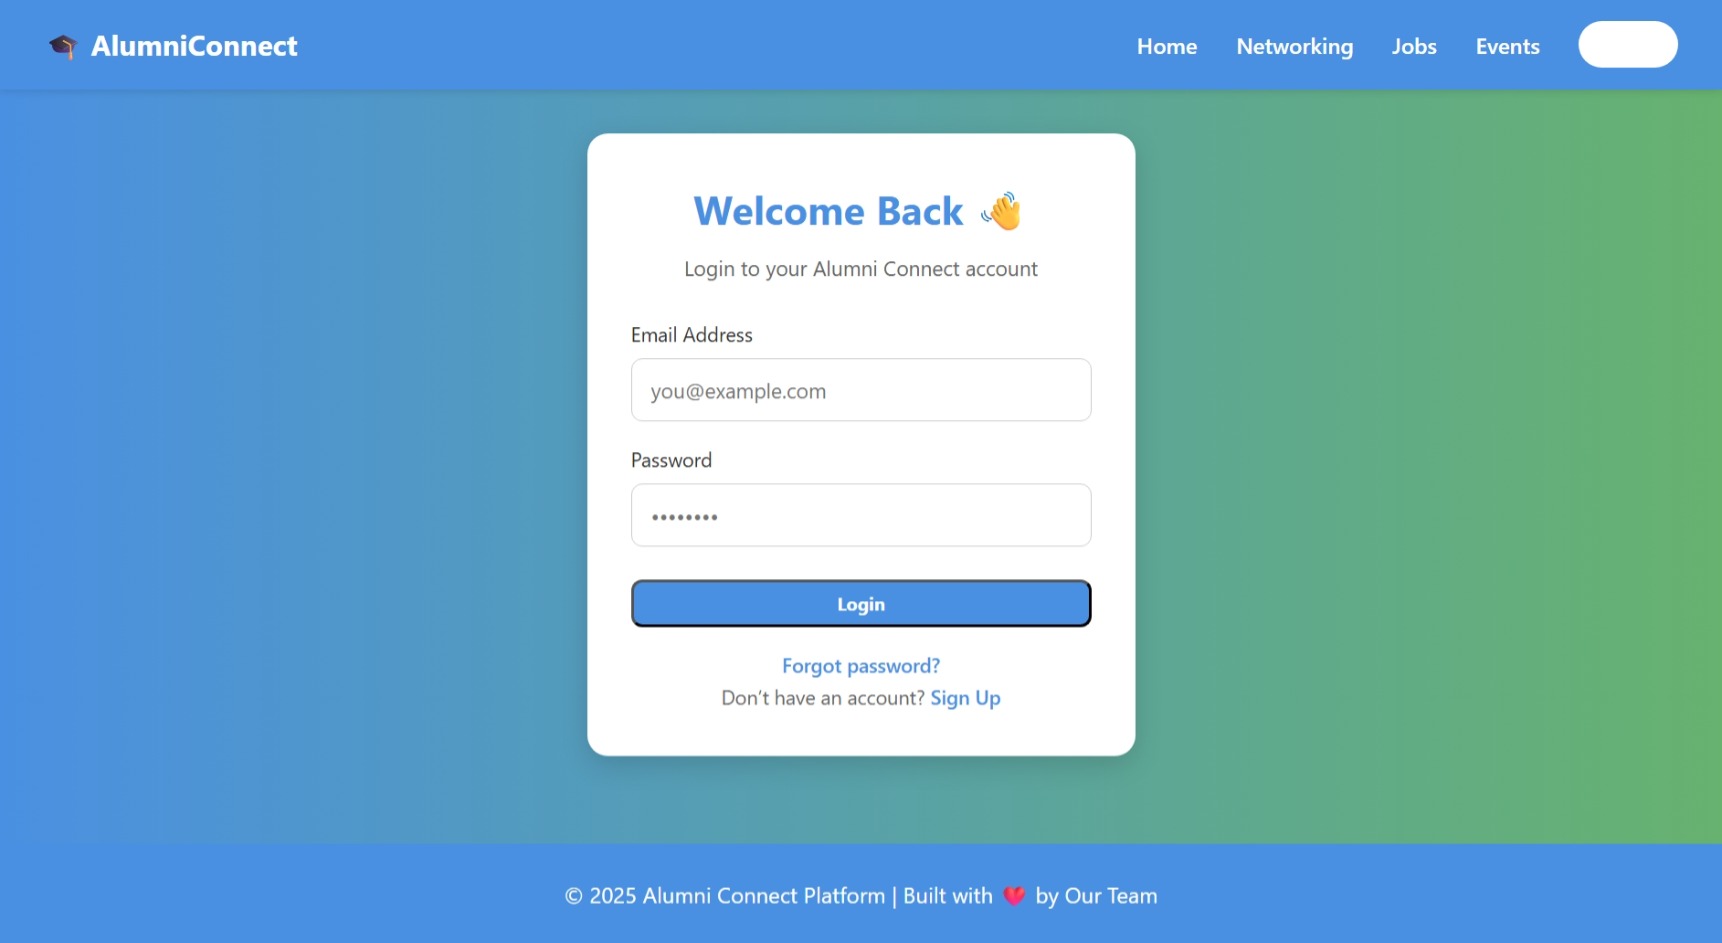 🎓 AlumniConnect
Home Networking Jobs Events
Welcome Back 👋
Login to your Alumni Connect account
Email Address
you@example.com
Password
••••••••
Login
Forgot password?
Don’t have an account? Sign Up
© 2025 Alumni Connect Platform | Built with ❤️ by Our Team